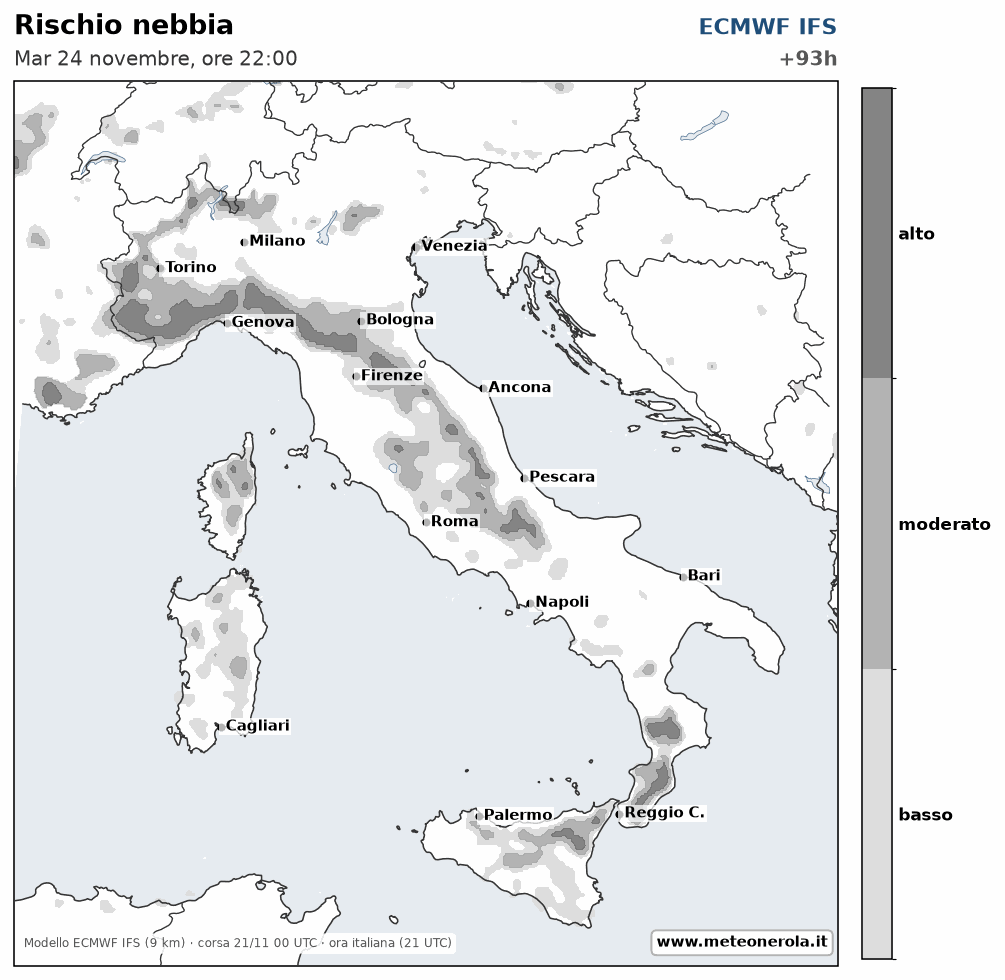 Rischio nebbia
ECMWF IFS
Mar 24 novembre, ore 22:00
+93h
alto
moderato
basso
Milano
Venezia
Torino
Genova
Bologna
Firenze
Ancona
Pescara
Roma
Bari
Napoli
Cagliari
Palermo
Reggio C.
Modello ECMWF IFS (9 km) · corsa 21/11 00 UTC · ora italiana (21 UTC)
www.meteonerola.it